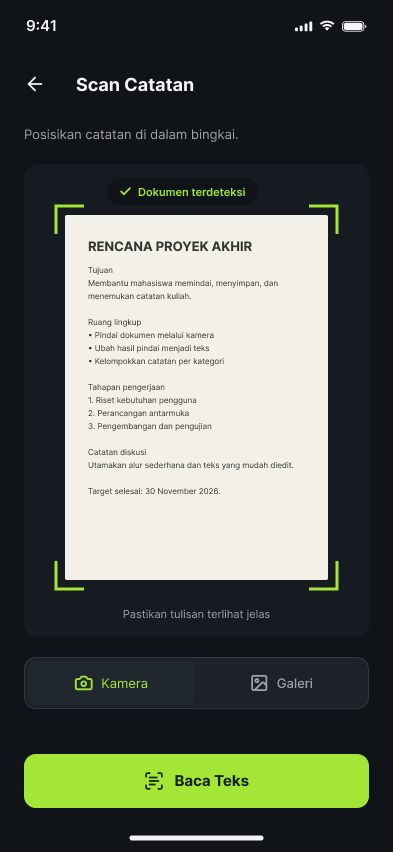 9:41
Scan Catatan
Posisikan catatan di dalam bingkai.
Dokumen terdeteksi
RENCANA PROYEK AKHIR
Tujuan
Membantu mahasiswa memindai, menyimpan, dan
menemukan catatan kuliah.
Ruang lingkup
• Pindai dokumen melalui kamera
• Ubah hasil pindai menjadi teks
• Kelompokkan catatan per kategori
Tahapan pengerjaan
1. Riset kebutuhan pengguna
2. Perancangan antarmuka
3. Pengembangan dan pengujian
Catatan diskusi
Utamakan alur sederhana dan teks yang mudah diedit.
Target selesai: 30 November 2026.
Pastikan tulisan terlihat jelas
Kamera
Galeri
Baca Teks